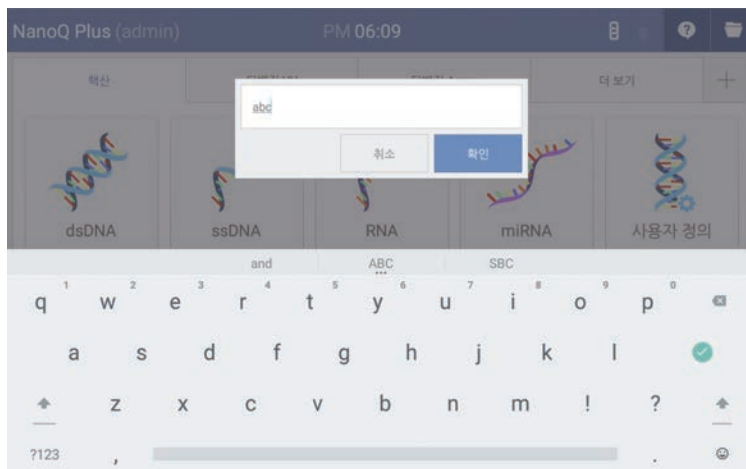 NanoQ Plus (admin) PM 06:09
핵산 더 보기 +
abc
취소 확인
dsDNA ssDNA RNA miRNA 사용자 정의
and ABC SBC
1 2 3 4 5 6 7 8 9 0
q w e r t y u i o p
a s d f g h j k l
z x c v b n m ! ?
?123 , .